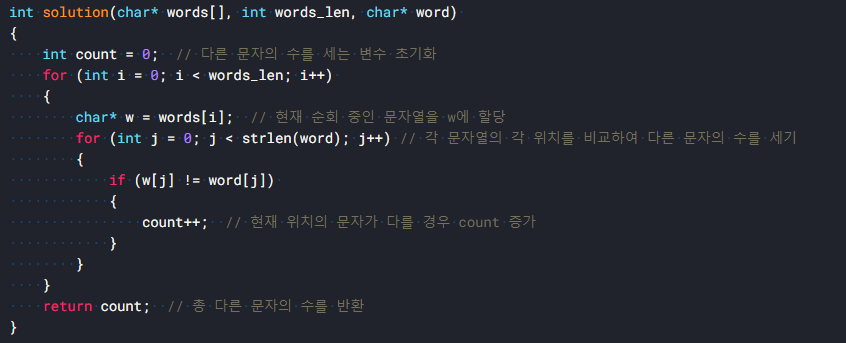 int solution(char* words[], int words_len, char* word)
{
    int count = 0;  // 다른 문자의 수를 세는 변수 초기화
    for (int i = 0; i < words_len; i++)
    {
        char* w = words[i];  // 현재 순회 중인 문자열을 w에 할당
        for (int j = 0; j < strlen(word); j++) // 각 문자열의 각 위치를 비교하여 다른 문자의 수를 세기
        {
            if (w[j] != word[j])
            {
                count++;  // 현재 위치의 문자가 다를 경우 count 증가
            }
        }
    }
    return count;  // 총 다른 문자의 수를 반환
}